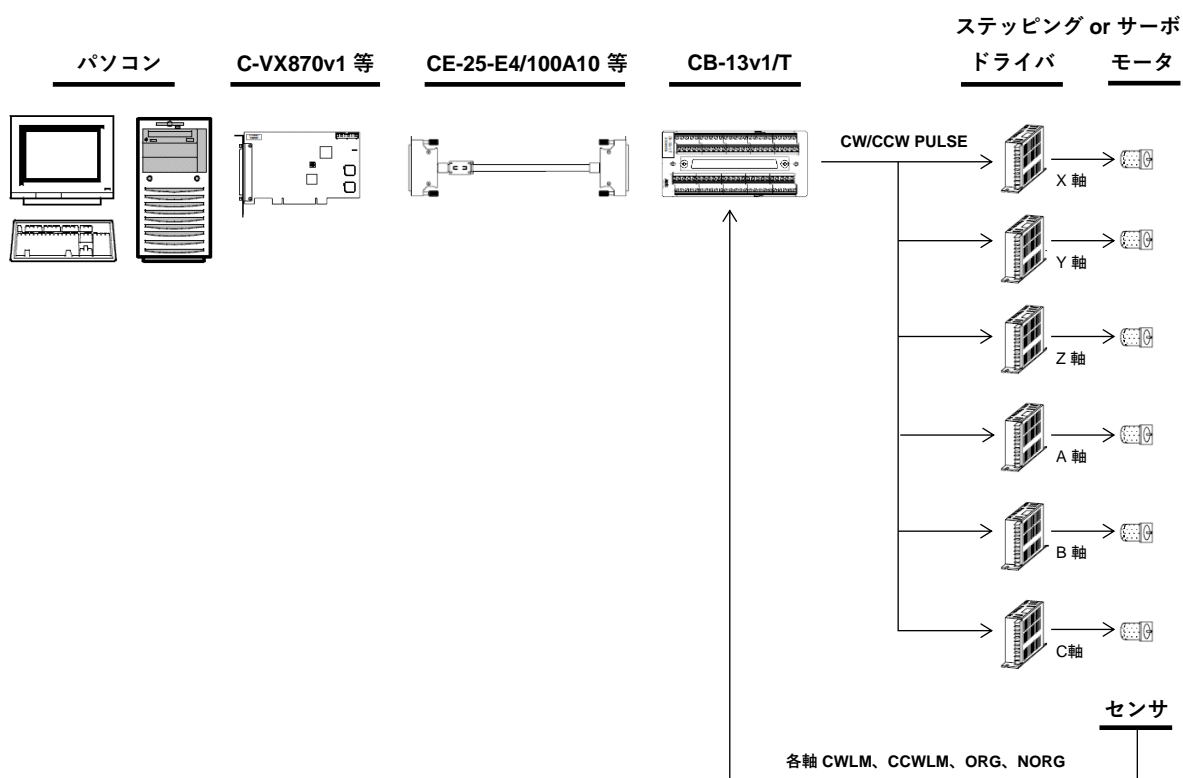 ステッピング or サーボ
パソコン
C-VX870v1 等
CE-25-E4/100A10 等
CB-13v1/T
ドライバ
モータ
CW/CCW PULSE
X 軸
Y 軸
Z 軸
A 軸
B 軸
C軸
センサ
各軸 CWLM、CCWLM、ORG、NORG